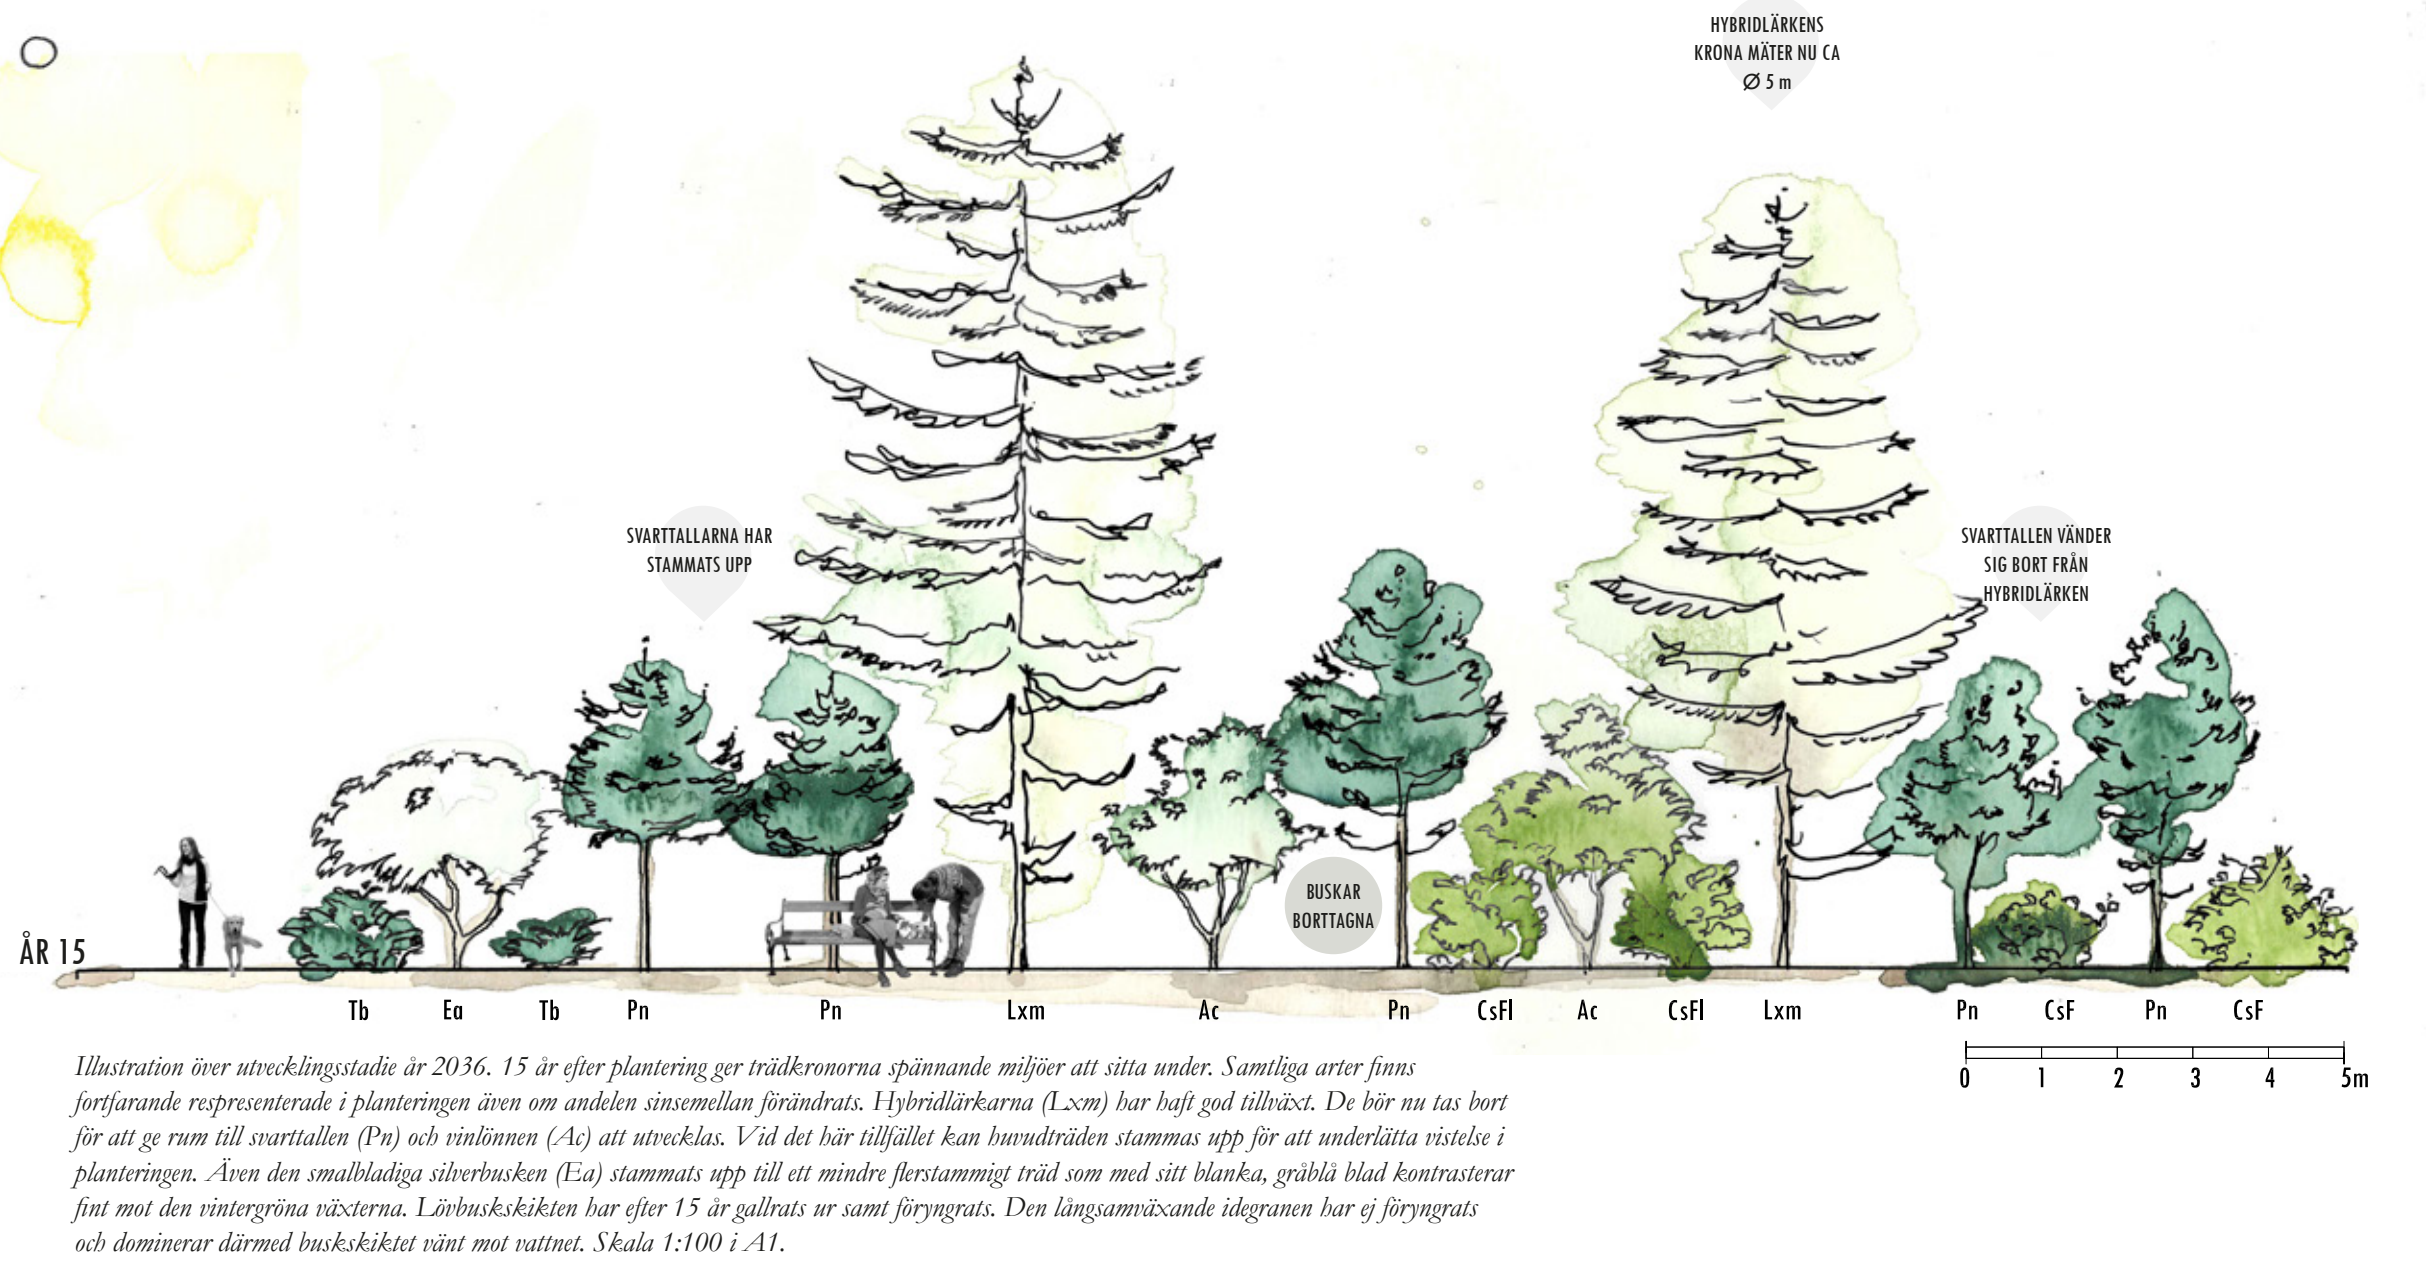 HYBRIDLÄRKENS
KRONA MÄTER NU CA
Ø 5 m
SVARTTALLARNA HAR
STAMMATS UPP
SVARTTALLEN VÄNDER
SIG BORT FRÅN
HYBRIDLÄRKEN
BUSKAR
BORTTAGNA
ÅR 15
Tb Ea Tb Pn Pn Lxm Ac Pn CsFl Ac CsFl Lxm Pn CsF Pn CsF
0 1 2 3 4 5m
Illustration över utvecklingsstadie år 2036. 15 år efter plantering ger trädkronorna spännande miljöer att sitta under. Samtliga arter finns
fortfarande respresenterade i planteringen även om andelen sinsemellan förändrats. Hybridlärkarna (Lxm) har haft god tillväxt. De bör nu tas bort
för att ge rum till svarttallen (Pn) och vinlönnen (Ac) att utvecklas. Vid det här tillfället kan huvudträden stammas upp för att underlätta vistelse i
planteringen. Även den smalbladiga silverbusken (Ea) stammats upp till ett mindre flerstammigt träd som med sitt blanka, gråblå blad kontrasterar
fint mot den vintergröna växterna. Lövbuskskikten har efter 15 år gallrats ur samt föryngrats. Den långsamväxande idegranen har ej föryngrats
och dominerar därmed buskskiktet vänt mot vattnet. Skala 1:100 i A1.